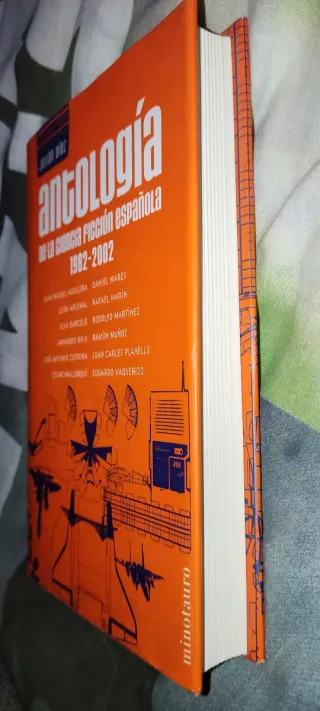 julián díez
antología
de la ciencia ficción española
1982-2002
juan miguel aguilera daniel mares
león arsenal rafael marín
elia barceló rodolfo martínez
armando boix ramón muñoz
josé antonio cotrina joan carles planells
césar mallorquí eduardo vaquerizo
minotauro